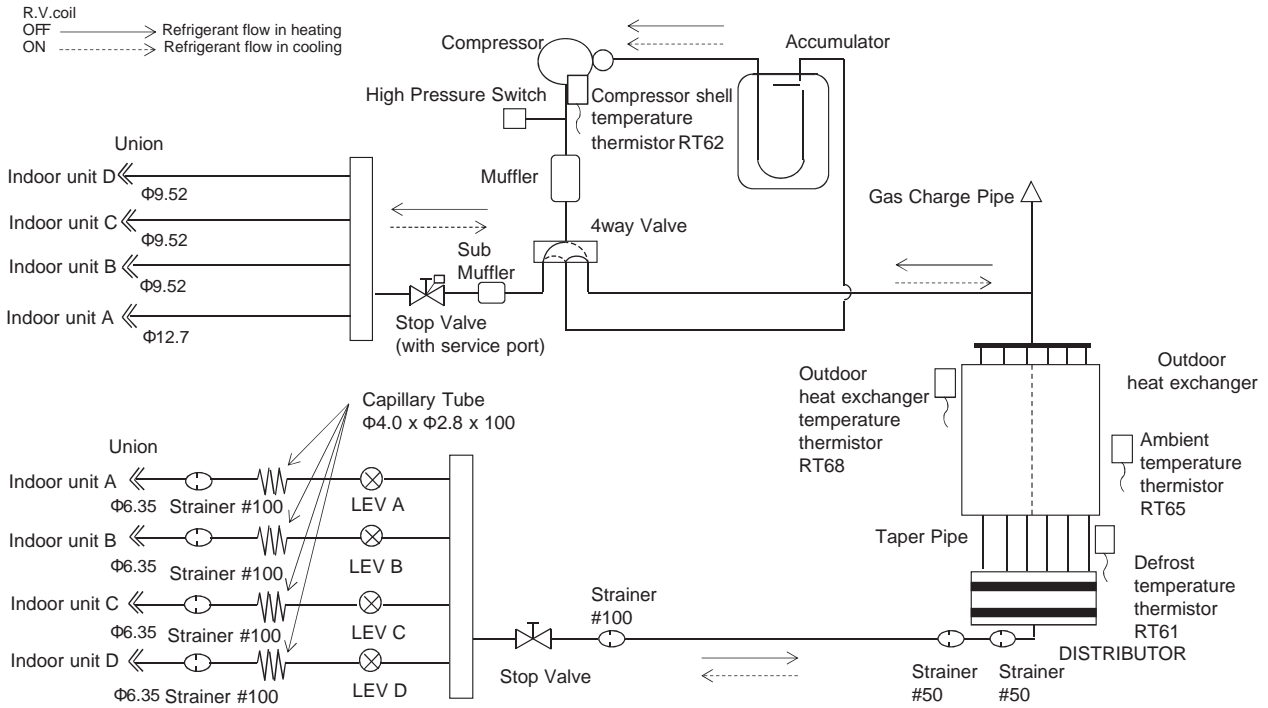 R.V.coil
OFF Refrigerant flow in heating
ON Refrigerant flow in cooling
Compressor
Accumulator
High Pressure Switch
Compressor shell
temperature
thermistor RT62
Union
Indoor unit D
Φ9.52
Indoor unit C
Φ9.52
Indoor unit B
Φ9.52
Indoor unit A
Φ12.7
Muffler
4way Valve
Sub
Muffler
Stop Valve
(with service port)
Gas Charge Pipe
Outdoor
heat exchanger
Outdoor
heat exchanger
temperature
thermistor
RT68
Ambient
temperature
thermistor
RT65
Capillary Tube
Φ4.0 x Φ2.8 x 100
Union
Indoor unit A
Φ6.35 Strainer #100
LEV A
Indoor unit B
Φ6.35 Strainer #100
LEV B
Indoor unit C
Φ6.35 Strainer #100
LEV C
Indoor unit D
Φ6.35 Strainer #100
LEV D
Stop Valve
Strainer
#100
Taper Pipe
Defrost
temperature
thermistor
RT61
DISTRIBUTOR
Strainer
#50
Strainer
#50